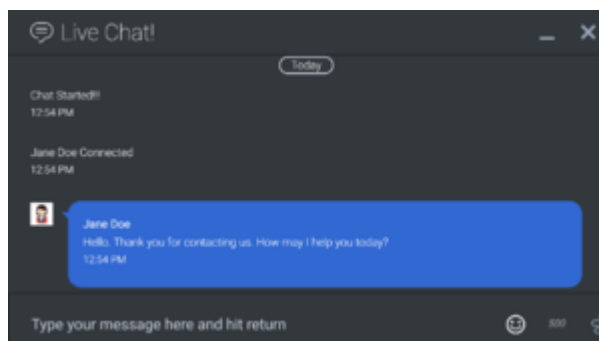 Live Chat!
Today
Chat Started!!!
12:54 PM
Jane Doe Connected
12:54 PM
Jane Doe
Hello. Thank you for contacting us. How may I help you today?
12:54 PM
Type your message here and hit return
500